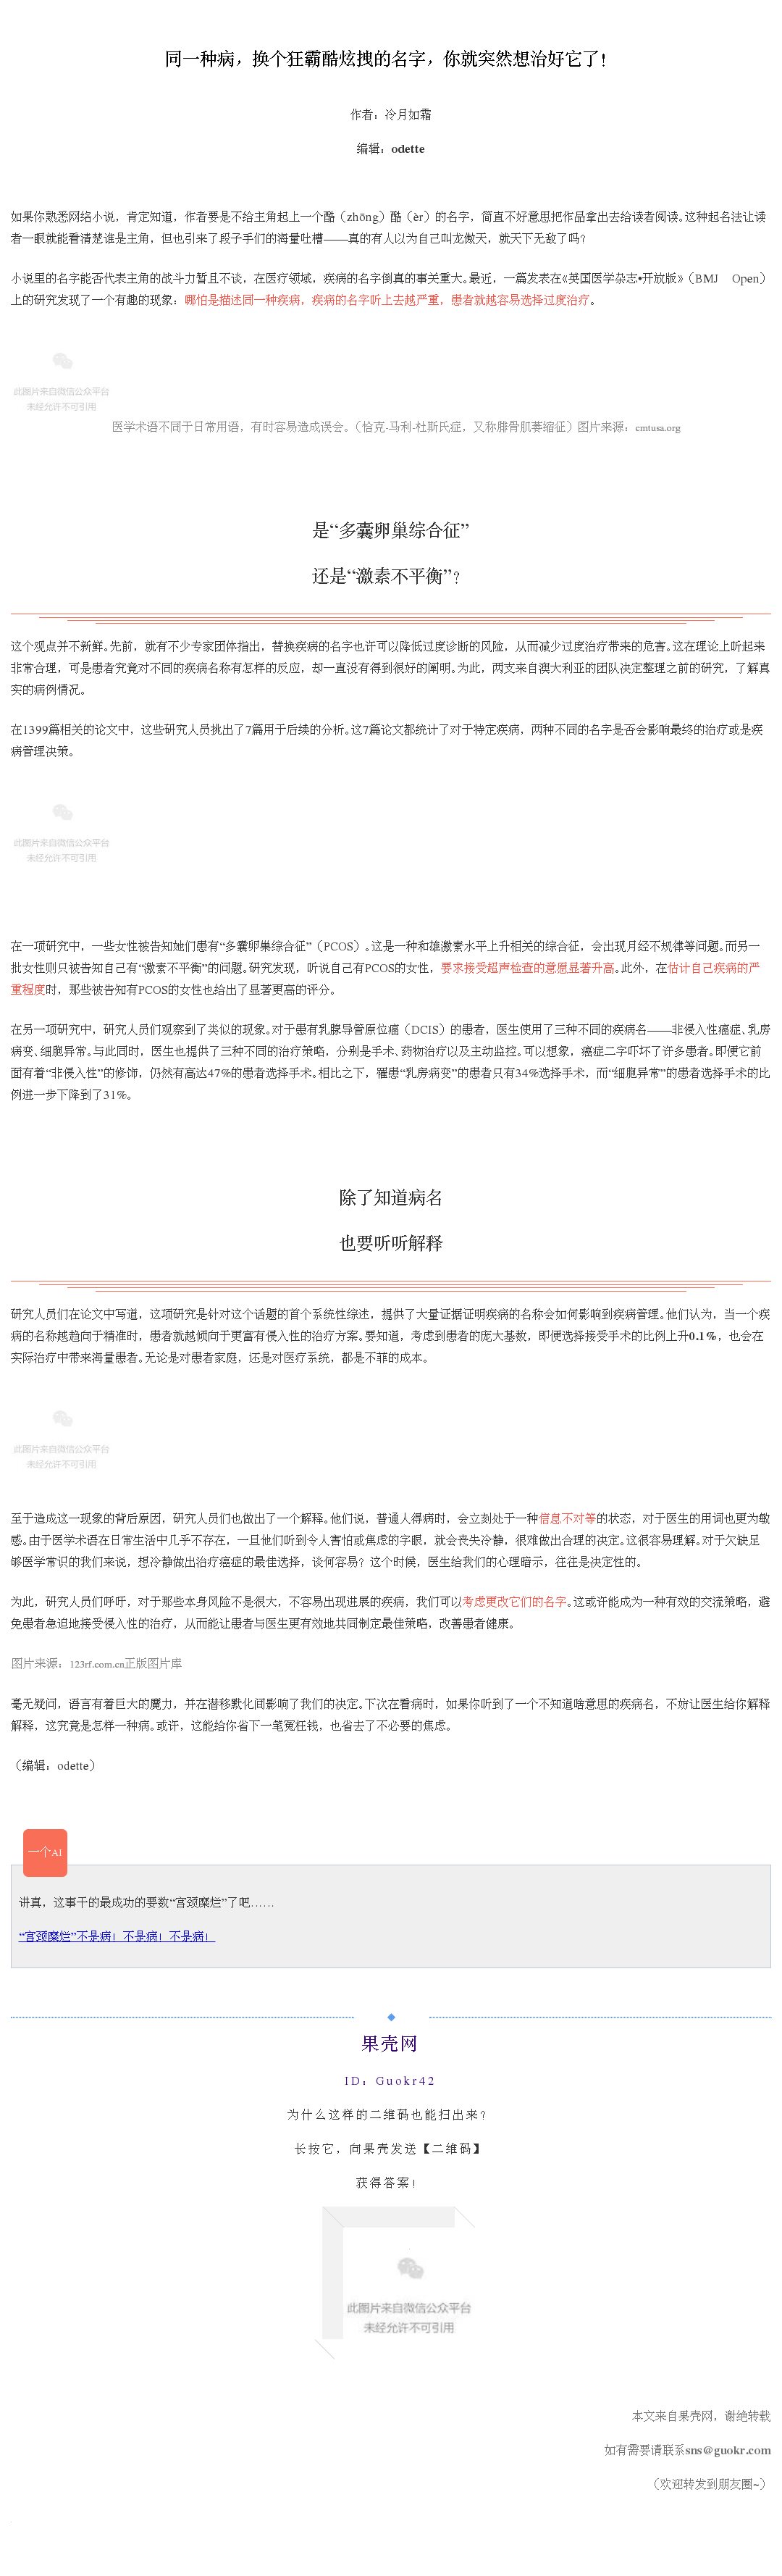 同一种病，换个狂霸酷炫拽的名字，你就突然想治好它了！
作者：冷月如霜
编辑：odette
如果你熟悉网络小说，肯定知道，作者要是不给主角起上一个酷（zhōng）酷（èr）的名字，简直不好意思把作品拿出去给读者阅读。这种起名法让读
者一眼就能看清楚谁是主角，但也引来了段子手们的海量吐槽——真的有人以为自己叫龙傲天，就天下无敌了吗？
小说里的名字能否代表主角的战斗力暂且不谈，在医疗领域，疾病的名字倒真的事关重大。最近，一篇发表在《英国医学杂志•开放版》（BMJ Open）
上的研究发现了一个有趣的现象：哪怕是描述同一种疾病，疾病的名字听上去越严重，患者就越容易选择过度治疗。
此图片来自微信公众平台
未经允许不可引用
医学术语不同于日常用语，有时容易造成误会。（恰克-马利-杜斯氏症，又称腓骨肌萎缩征）图片来源：cmtusa.org
是“多囊卵巢综合征”
还是“激素不平衡”？
这个观点并不新鲜。先前，就有不少专家团体指出，替换疾病的名字也许可以降低过度诊断的风险，从而减少过度治疗带来的危害。这在理论上听起来
非常合理，可是患者究竟对不同的疾病名称有怎样的反应，却一直没有得到很好的阐明。为此，两支来自澳大利亚的团队决定整理之前的研究，了解真
实的病例情况。
在1399篇相关的论文中，这些研究人员挑出了7篇用于后续的分析。这7篇论文都统计了对于特定疾病，两种不同的名字是否会影响最终的治疗或是疾
病管理决策。
此图片来自微信公众平台
未经允许不可引用
在一项研究中，一些女性被告知她们患有“多囊卵巢综合征”（PCOS）。这是一种和雄激素水平上升相关的综合征，会出现月经不规律等问题。而另一
批女性则只被告知自己有“激素不平衡”的问题。研究发现，听说自己有PCOS的女性，要求接受超声检查的意愿显著升高。此外，在估计自己疾病的严
重程度时，那些被告知有PCOS的女性也给出了显著更高的评分。
在另一项研究中，研究人员们观察到了类似的现象。对于患有乳腺导管原位癌（DCIS）的患者，医生使用了三种不同的疾病名——非侵入性癌症、乳房
病变、细胞异常。与此同时，医生也提供了三种不同的治疗策略，分别是手术、药物治疗以及主动监控。可以想象，癌症二字吓坏了许多患者。即便它前
面有着“非侵入性”的修饰，仍然有高达47%的患者选择手术。相比之下，罹患“乳房病变”的患者只有34%选择手术，而“细胞异常”的患者选择手术的比
例进一步下降到了31%。
除了知道病名
也要听听解释
研究人员们在论文中写道，这项研究是针对这个话题的首个系统性综述，提供了大量证据证明疾病的名称会如何影响到疾病管理。他们认为，当一个疾
病的名称越趋向于精准时，患者就越倾向于更富有侵入性的治疗方案。要知道，考虑到患者的庞大基数，即便选择接受手术的比例上升0.1%，也会在
实际治疗中带来海量患者。无论是对患者家庭，还是对医疗系统，都是不菲的成本。
此图片来自微信公众平台
未经允许不可引用
至于造成这一现象的背后原因，研究人员们也做出了一个解释。他们说，普通人得病时，会立刻处于一种信息不对等的状态，对于医生的用词也更为敏
感。由于医学术语在日常生活中几乎不存在，一旦他们听到令人害怕或焦虑的字眼，就会丧失冷静，很难做出合理的决定。这很容易理解。对于欠缺足
够医学常识的我们来说，想冷静做出治疗癌症的最佳选择，谈何容易？这个时候，医生给我们的心理暗示，往往是决定性的。
为此，研究人员们呼吁，对于那些本身风险不是很大，不容易出现进展的疾病，我们可以考虑更改它们的名字。这或许能成为一种有效的交流策略，避
免患者急迫地接受侵入性的治疗，从而能让患者与医生更有效地共同制定最佳策略，改善患者健康。
图片来源：123rf.com.cn正版图片库
毫无疑问，语言有着巨大的魔力，并在潜移默化间影响了我们的决定。下次在看病时，如果你听到了一个不知道啥意思的疾病名，不妨让医生给你解释
解释，这究竟是怎样一种病。或许，这能给你省下一笔冤枉钱，也省去了不必要的焦虑。
（编辑：odette）
一个AI
讲真，这事干的最成功的要数“宫颈糜烂”了吧……
“宫颈糜烂”不是病！不是病！不是病！
果壳网
ID：Guokr42
为什么这样的二维码也能扫出来？
长按它，向果壳发送【二维码】
获得答案！
此图片来自微信公众平台
未经允许不可引用
本文来自果壳网，谢绝转载
如有需要请联系sns@guokr.com
（欢迎转发到朋友圈~）